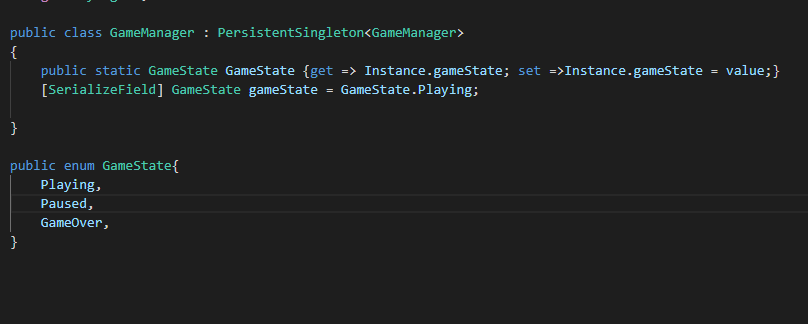 public class GameManager : PersistentSingleton<GameManager>
{
public static GameState GameState {get => Instance.gameState; set =>Instance.gameState = value;}
[SerializeField] GameState gameState = GameState.Playing;
}
public enum GameState{
Playing,
Paused,
GameOver,
}